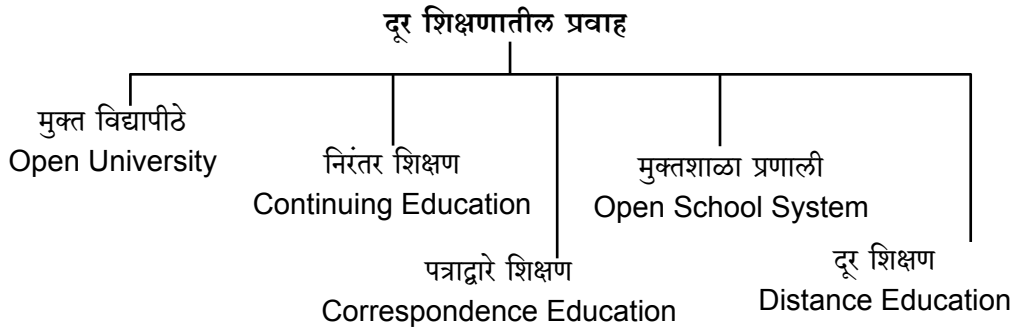 दूर शिक्षणातील प्रवाह
मुक्त विद्यापीठे
Open University
निरंतर शिक्षण
Continuing Education
पत्राद्वारे शिक्षण
Correspondence Education
मुक्तशाळा प्रणाली
Open School System
दूर शिक्षण
Distance Education